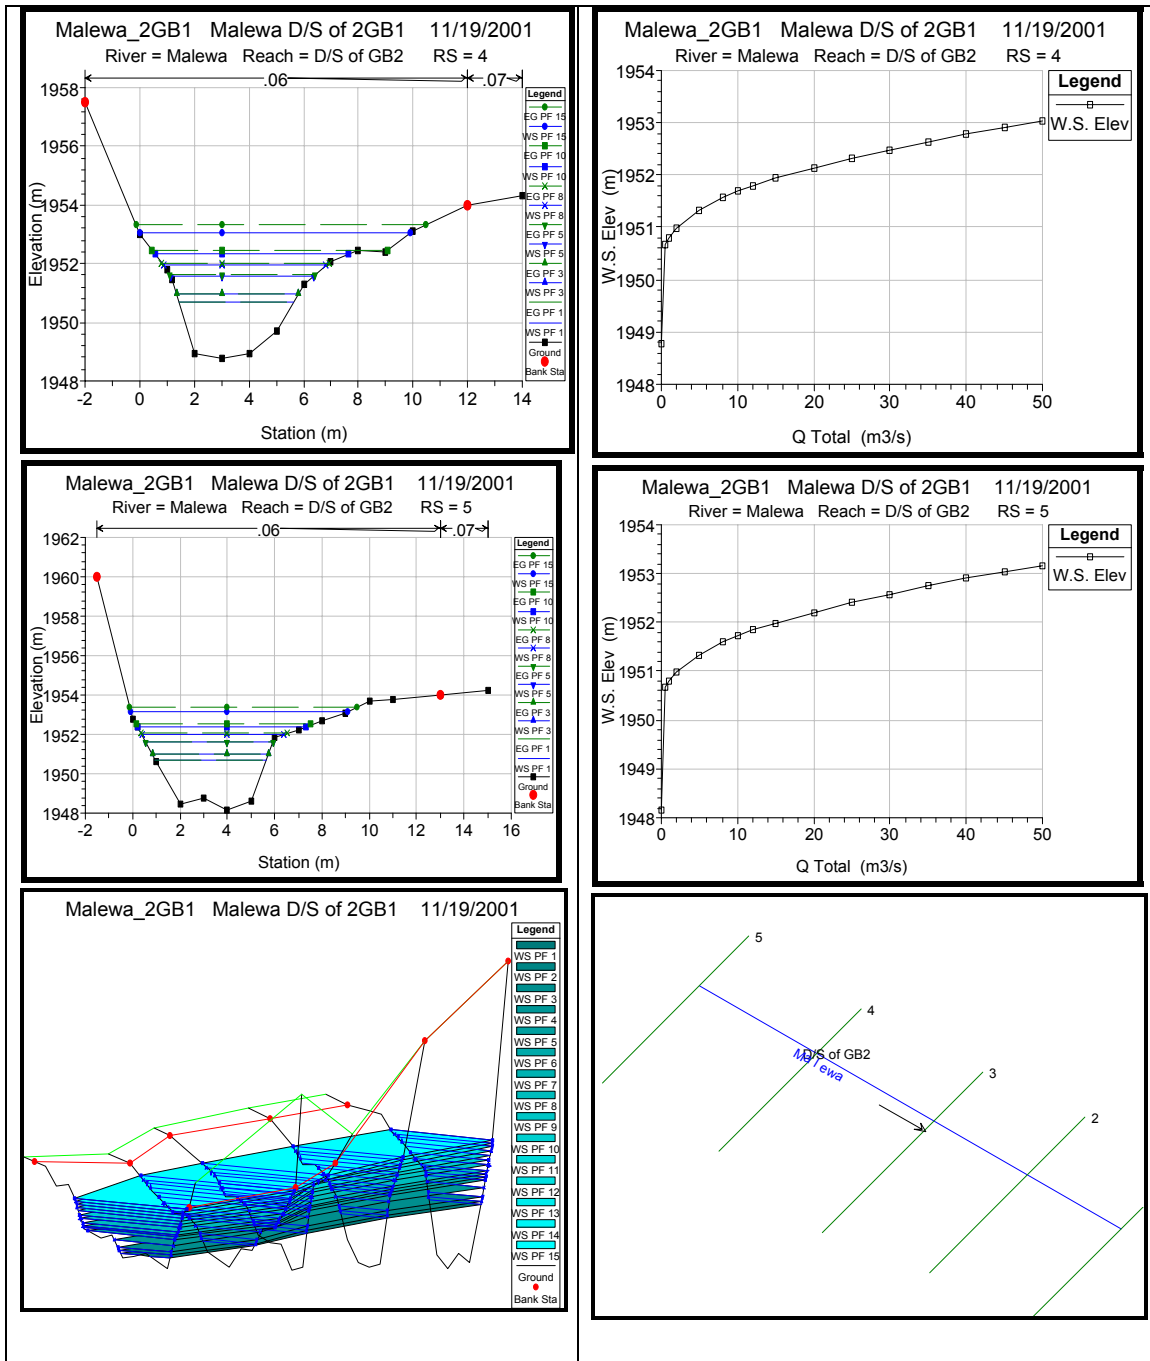 Malewa_2GB1 Malewa D/S of 2GB1 11/19/2001
River = Malewa Reach = D/S of GB2 RS = 4
.06 .07
1958
1956
1954
1952
1950
1948
Elevation (m)
-2 0 2 4 6 8 10 12 14
Station (m)
Legend
EG PF 15
WS PF 15
EG PF 10
WS PF 10
EG PF 8
WS PF 8
EG PF 5
WS PF 5
EG PF 3
WS PF 3
EG PF 1
WS PF 1
Ground
Bank Sta
Malewa_2GB1 Malewa D/S of 2GB1 11/19/2001
River = Malewa Reach = D/S of GB2 RS = 4
1954
1953
1952
1951
1950
1949
1948
W.S. Elev (m)
0 10 20 30 40 50
Q Total (m3/s)
Legend
W.S. Elev
Malewa_2GB1 Malewa D/S of 2GB1 11/19/2001
River = Malewa Reach = D/S of GB2 RS = 5
.06 .07
1962
1960
1958
1956
1954
1952
1950
1948
Elevation (m)
-2 0 2 4 6 8 10 12 14 16
Station (m)
Legend
EG PF 15
WS PF 15
EG PF 10
WS PF 10
EG PF 8
WS PF 8
EG PF 5
WS PF 5
EG PF 3
WS PF 3
EG PF 1
WS PF 1
Ground
Bank Sta
Malewa_2GB1 Malewa D/S of 2GB1 11/19/2001
River = Malewa Reach = D/S of GB2 RS = 5
1954
1953
1952
1951
1950
1949
1948
W.S. Elev (m)
0 10 20 30 40 50
Q Total (m3/s)
Legend
W.S. Elev
Malewa_2GB1 Malewa D/S of 2GB1 11/19/2001
Legend
WS PF 1
WS PF 2
WS PF 3
WS PF 4
WS PF 5
WS PF 6
WS PF 7
WS PF 8
WS PF 9
WS PF 10
WS PF 11
WS PF 12
WS PF 13
WS PF 14
WS PF 15
Ground
Bank Sta
5
4
D/S of GB2
Malewa
3
2